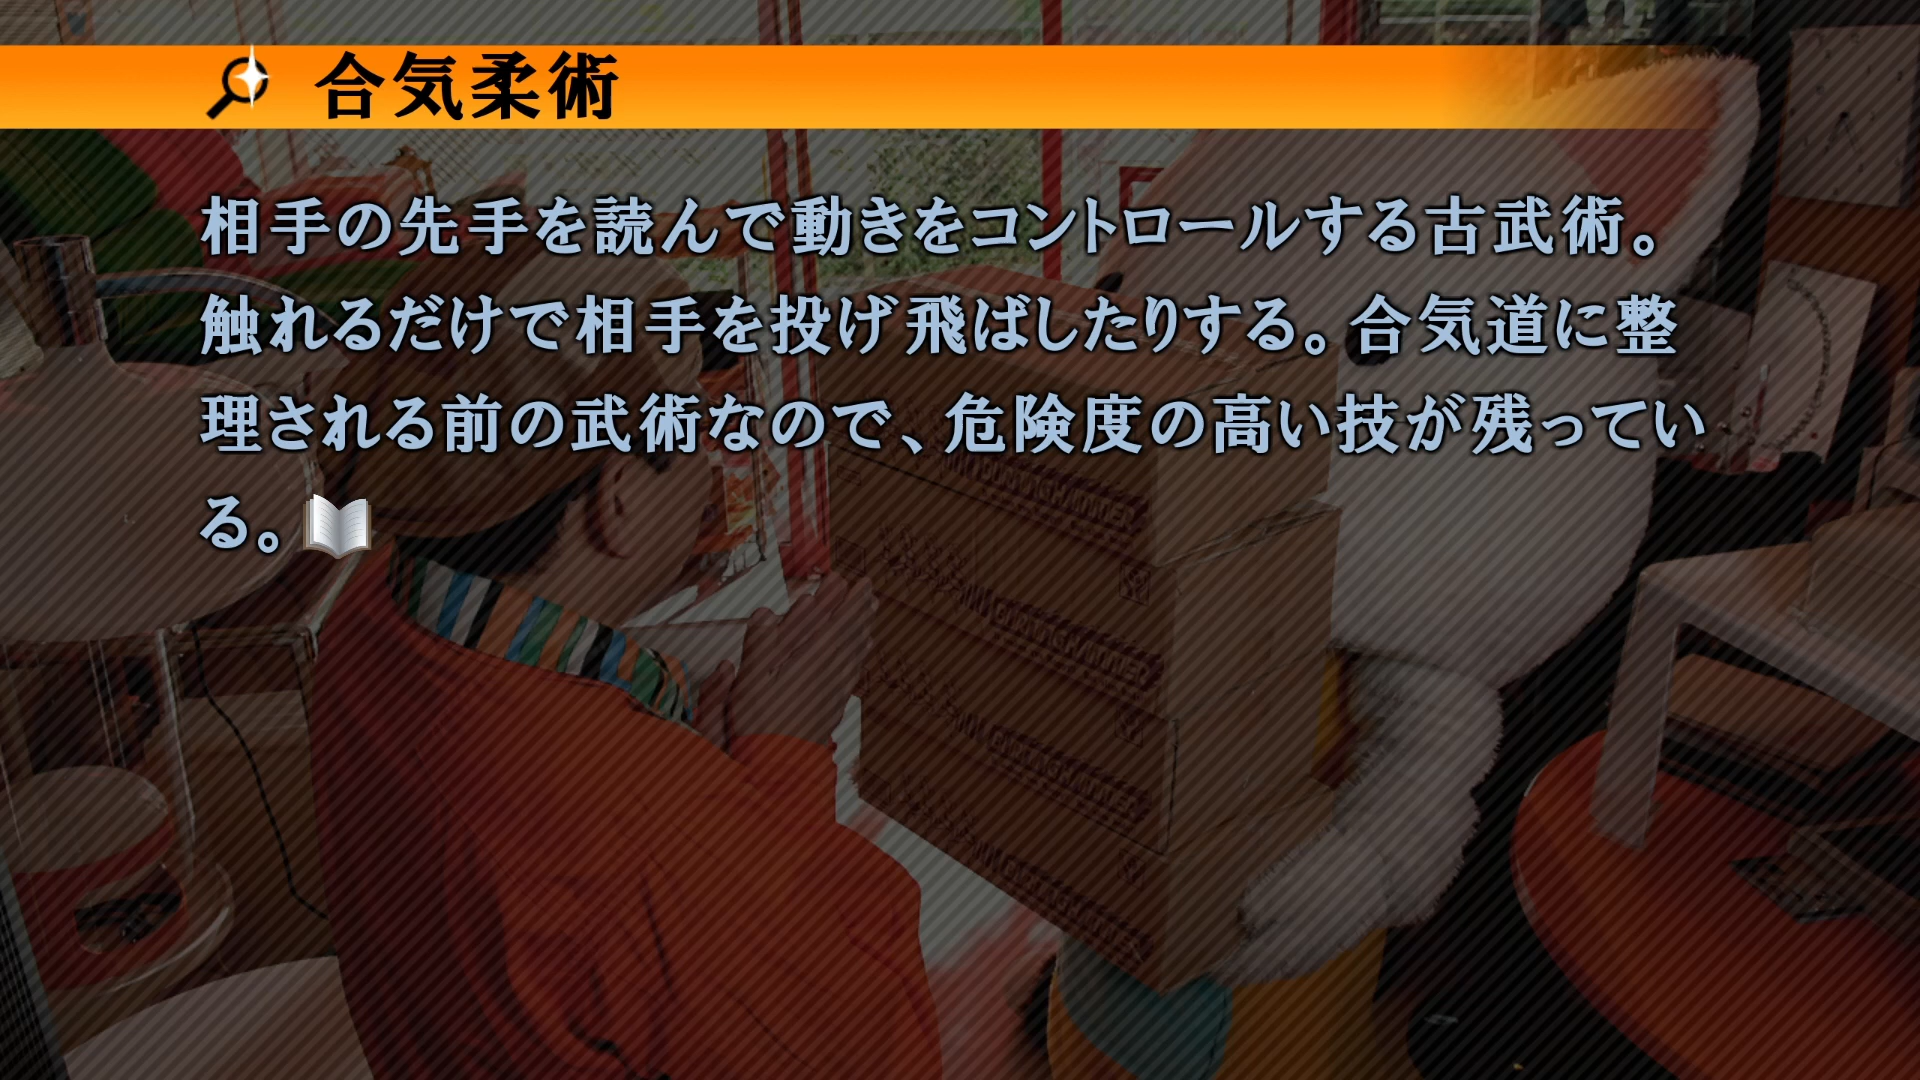 合気柔術
相手の先手を読んで動きをコントロールする古武術。
触れるだけで相手を投げ飛ばしたりする。合気道に整
理される前の武術なので、危険度の高い技が残ってい
る。